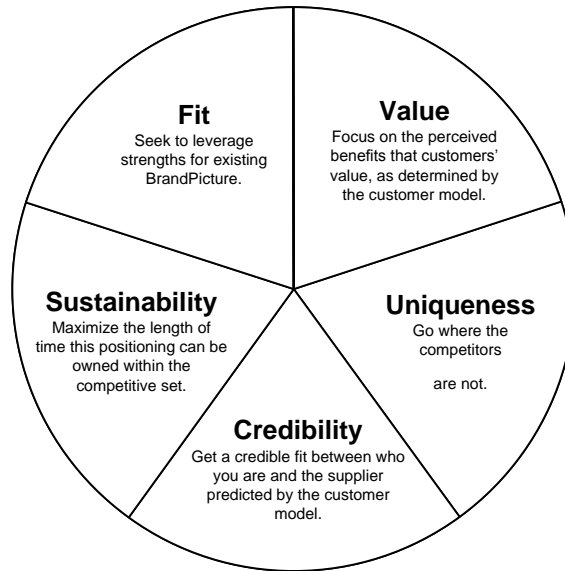 Fit
Seek to leverage
strengths for existing
BrandPicture.
Value
Focus on the perceived
benefits that customers’
value, as determined by
the customer model.
Sustainability
Maximize the length of
time this positioning can be
owned within the
competitive set.
Uniqueness
Go where the
competitors
are not.
Credibility
Get a credible fit between who
you are and the supplier
predicted by the customer
model.